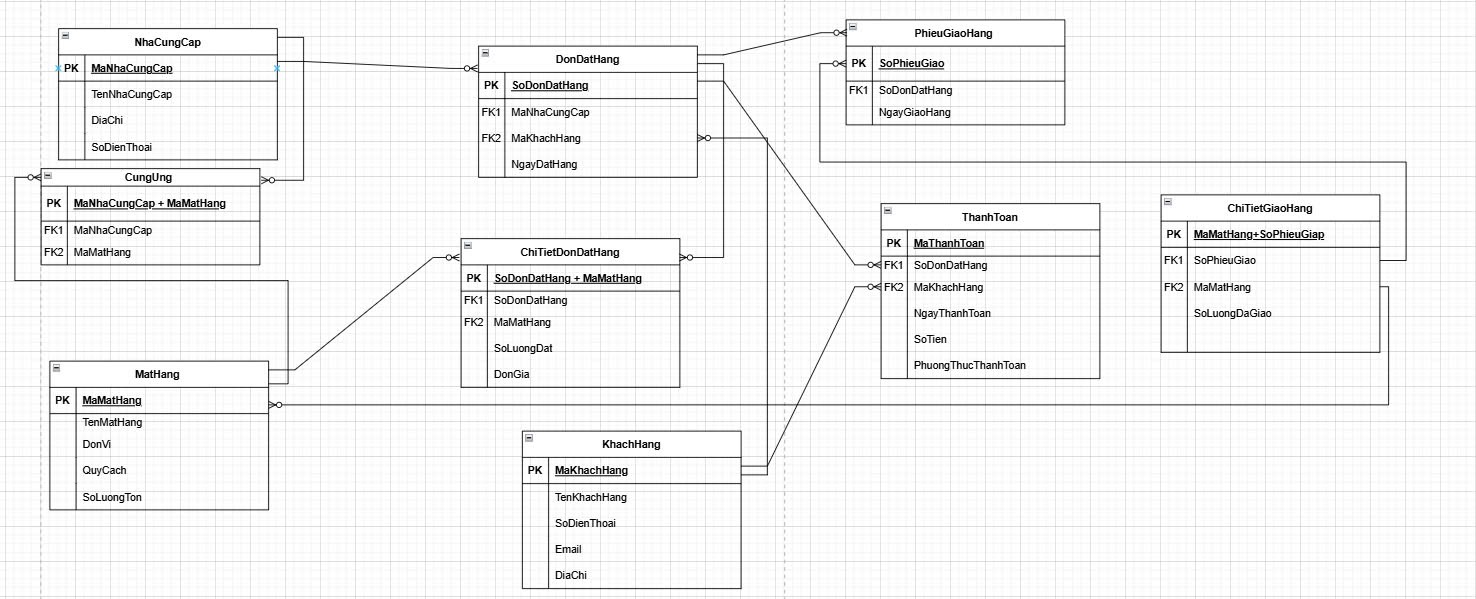 NhaCungCap
PK MaNhaCungCap
TenNhaCungCap
DiaChi
SoDienThoai
CungUng
PK MaNhaCungCap + MaMatHang
FK1 MaNhaCungCap
FK2 MaMatHang
MatHang
PK MaMatHang
TenMatHang
DonVi
QuyCach
SoLuongTon
DonDatHang
PK SoDonDatHang
FK1 MaNhaCungCap
FK2 MaKhachHang
NgayDatHang
ChiTietDonDatHang
PK SoDonDatHang + MaMatHang
FK1 SoDonDatHang
FK2 MaMatHang
SoLuongDat
DonGia
KhachHang
PK MaKhachHang
TenKhachHang
SoDienThoai
Email
DiaChi
PhieuGiaoHang
PK SoPhieuGiao
FK1 SoDonDatHang
NgayGiaoHang
ThanhToan
PK MaThanhToan
FK1 SoDonDatHang
FK2 MaKhachHang
NgayThanhToan
SoTien
PhuongThucThanhToan
ChiTietGiaoHang
PK MaMatHang+SoPhieuGiap
FK1 SoPhieuGiao
FK2 MaMatHang
SoLuongDaGiao